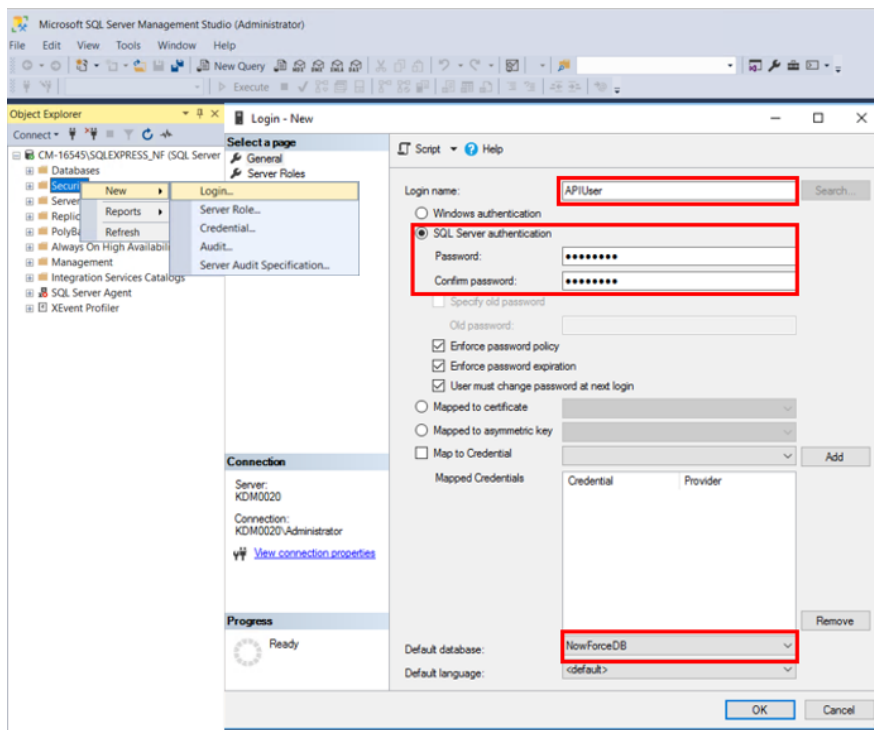 Microsoft SQL Server Management Studio (Administrator)
File Edit View Tools Window Help
New Query
Execute
Object Explorer
Connect
CM-16545\SQLEXPRESS_NF (SQL Server
Databases
Securi
Server
Replic
PolyBa
Always On High Availabili
Management
Integration Services Catalogs
SQL Server Agent
XEvent Profiler
New
Reports
Refresh
Login...
Server Role...
Credential...
Audit...
Server Audit Specification...
Login - New
Select a page
General
Server Roles
Script Help
Login name: APIUser Search...
Windows authentication
SQL Server authentication
Password: ••••••••
Confirm password: ••••••••
Specify old password
Old password:
Enforce password policy
Enforce password expiration
User must change password at next login
Mapped to certificate
Mapped to asymmetric key
Map to Credential Add
Mapped Credentials Credential Provider
Remove
Connection
Server:
KDM0020
Connection:
KDM0020\Administrator
View connection properties
Progress
Ready
Default database: NowForceDB
Default language: <default>
OK Cancel